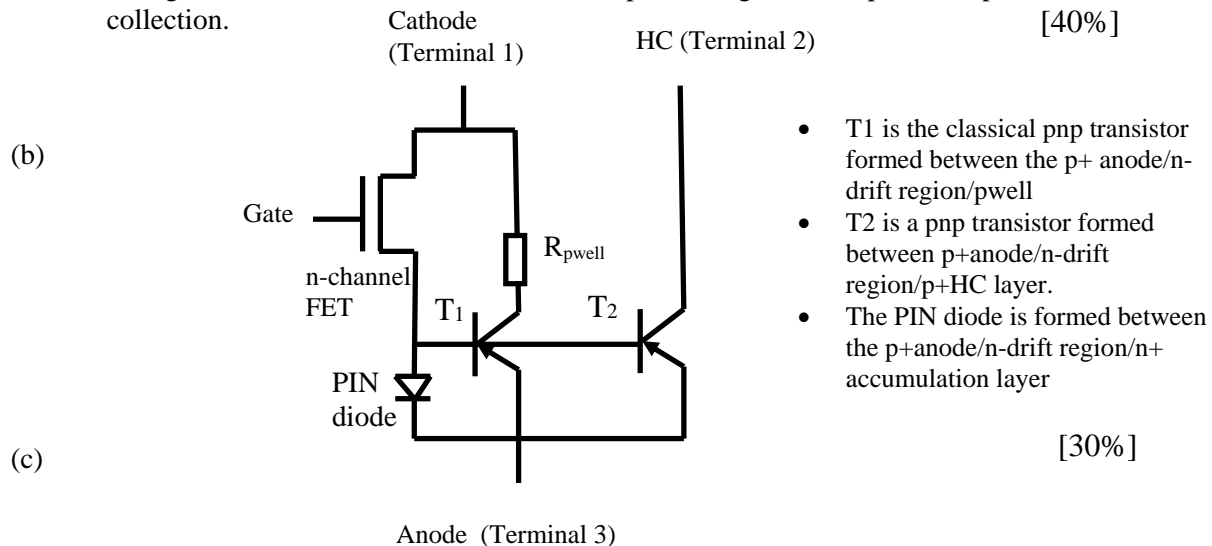 collection.
[40%]
Cathode
(Terminal 1)
HC (Terminal 2)
(b)
Gate
n-channel
FET
Rpwell
T1
T2
PIN
diode
• T1 is the classical pnp transistor
formed between the p+ anode/n-
drift region/pwell
• T2 is a pnp transistor formed
between p+anode/n-drift
region/p+HC layer.
• The PIN diode is formed between
the p+anode/n-drift region/n+
accumulation layer
[30%]
(c)
Anode (Terminal 3)